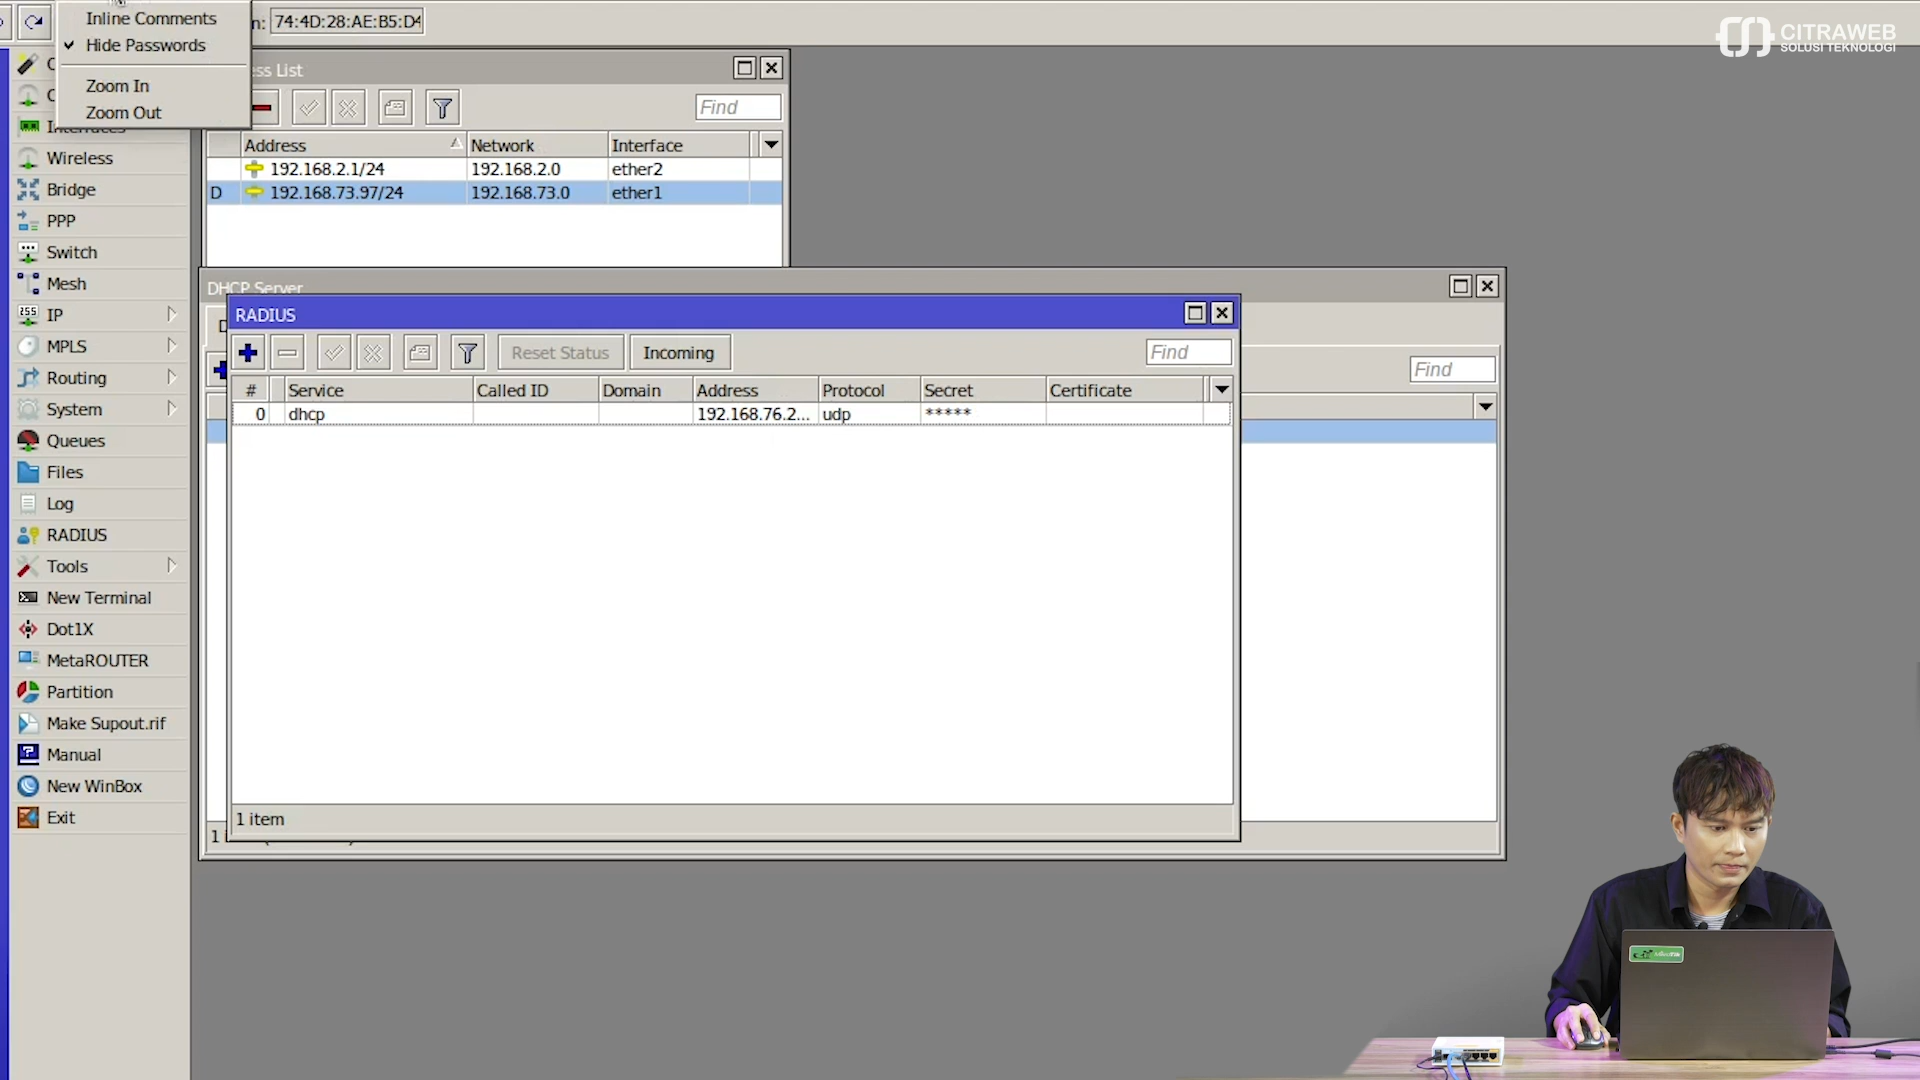 Inline Comments
Hide Passwords
Zoom In
Zoom Out
n: 74:4D:28:AE:B5:D4
CITRAWEB
SOLUSI TEKNOLOGI
ess List
Find
Address Network Interface
192.168.2.1/24 192.168.2.0 ether2
D 192.168.73.97/24 192.168.73.0 ether1
Interfaces
Wireless
Bridge
PPP
Switch
Mesh
IP
MPLS
Routing
System
Queues
Files
Log
RADIUS
Tools
New Terminal
Dot1X
MetaROUTER
Partition
Make Supout.rif
Manual
New WinBox
Exit
DHCP Server
Find
RADIUS
Reset Status Incoming Find
# Service Called ID Domain Address Protocol Secret Certificate
0 dhcp 192.168.76.2... udp *****
1 item